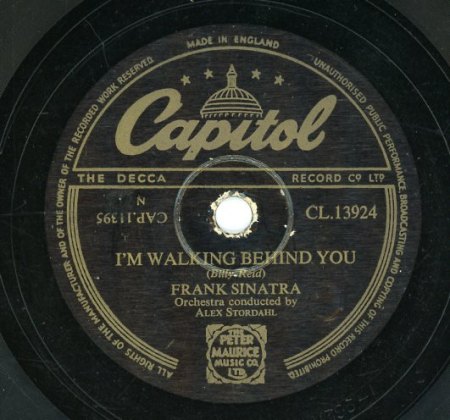 MADE IN ENGLAND
ALL RIGHTS OF THE MANUFACTURER AND OF THE OWNER OF THE RECORDED WORK RESERVED.
UNAUTHORISED PUBLIC PERFORMANCE, BROADCASTING AND COPYING OF THIS RECORD PROHIBITED
Capitol
THE DECCA RECORD CO LTD
N
CAP.11395
CL.13924
I'M WALKING BEHIND YOU
(Billy Reid)
FRANK SINATRA
Orchestra conducted by
ALEX STORDAHL
THE
PETER
MAURICE
MUSIC CO.
LTD.